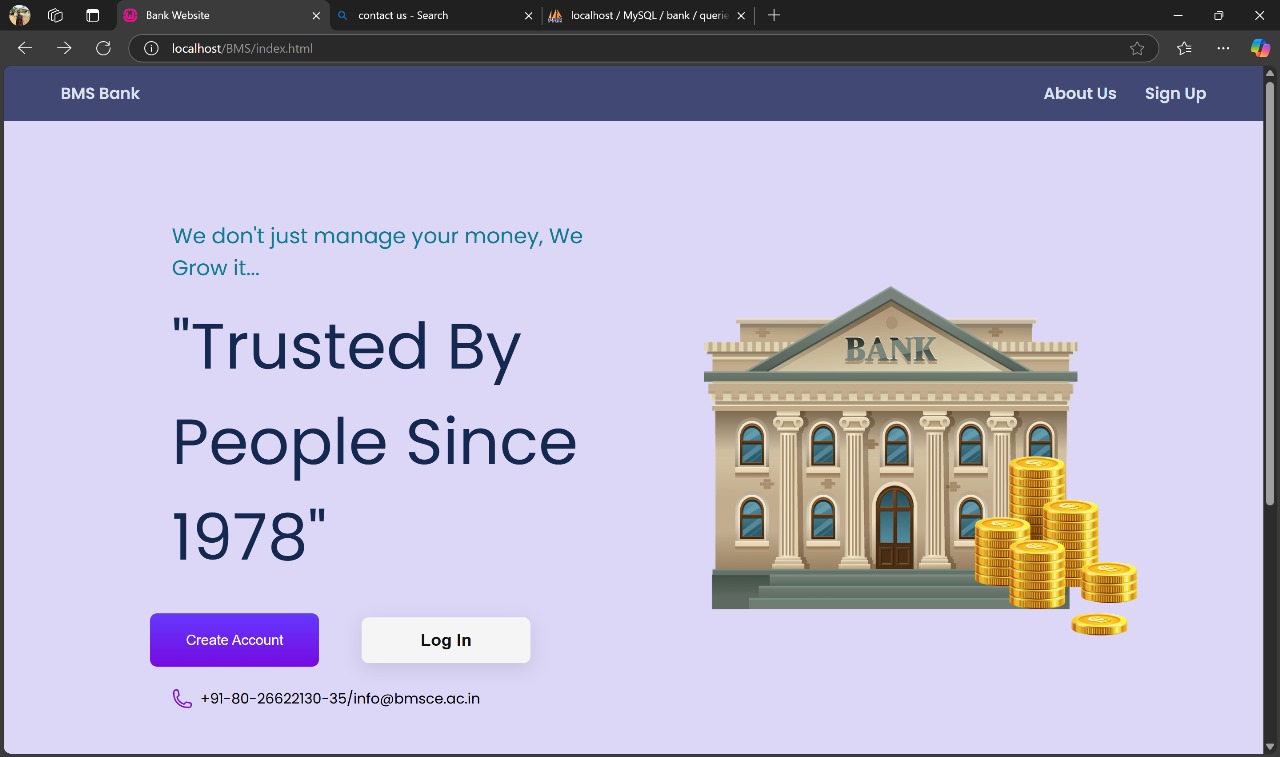 Bank Website
contact us - Search
localhost / MySQL / bank / querie
localhost/BMS/index.html
BMS Bank
About Us
Sign Up
We don't just manage your money, We
Grow it...
"Trusted By
People Since
1978"
BANK
Create Account
Log In
+91-80-26622130-35/info@bmsce.ac.in